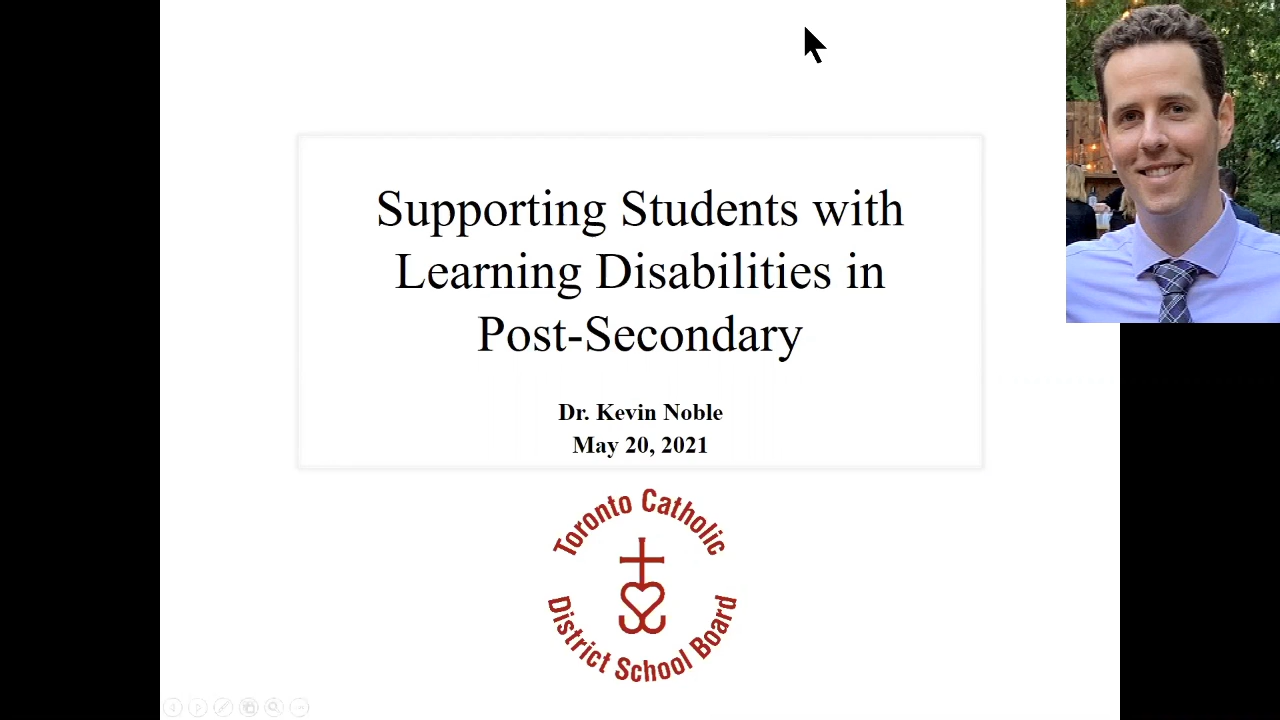 Supporting Students with
Learning Disabilities in
Post-Secondary
Dr. Kevin Noble
May 20, 2021
Toronto Catholic
District School Board